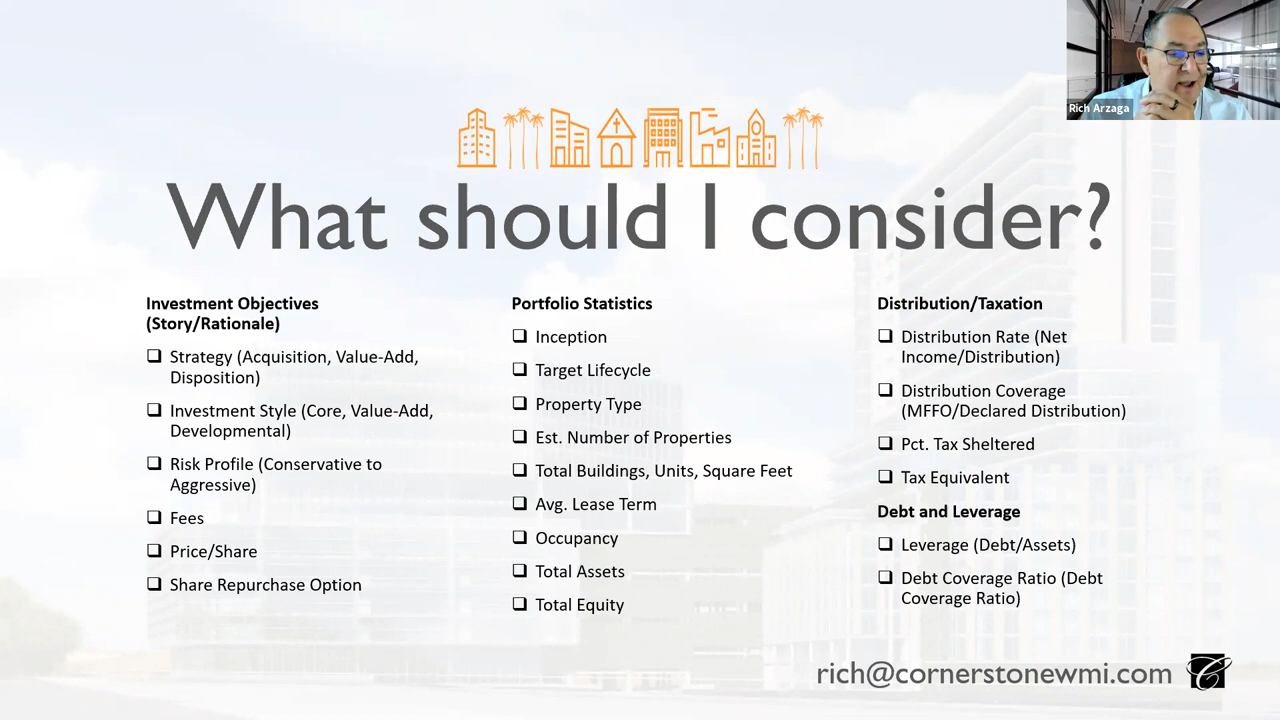 Rich Arzaga
What should I consider?
Investment Objectives
(Story/Rationale)
Strategy (Acquisition, Value-Add,
Disposition)
Investment Style (Core, Value-Add,
Developmental)
Risk Profile (Conservative to
Aggressive)
Fees
Price/Share
Share Repurchase Option
Portfolio Statistics
Inception
Target Lifecycle
Property Type
Est. Number of Properties
Total Buildings, Units, Square Feet
Avg. Lease Term
Occupancy
Total Assets
Total Equity
Distribution/Taxation
Distribution Rate (Net
Income/Distribution)
Distribution Coverage
(MFFO/Declared Distribution)
Pct. Tax Sheltered
Tax Equivalent
Debt and Leverage
Leverage (Debt/Assets)
Debt Coverage Ratio (Debt
Coverage Ratio)
rich@cornerstonewmi.com